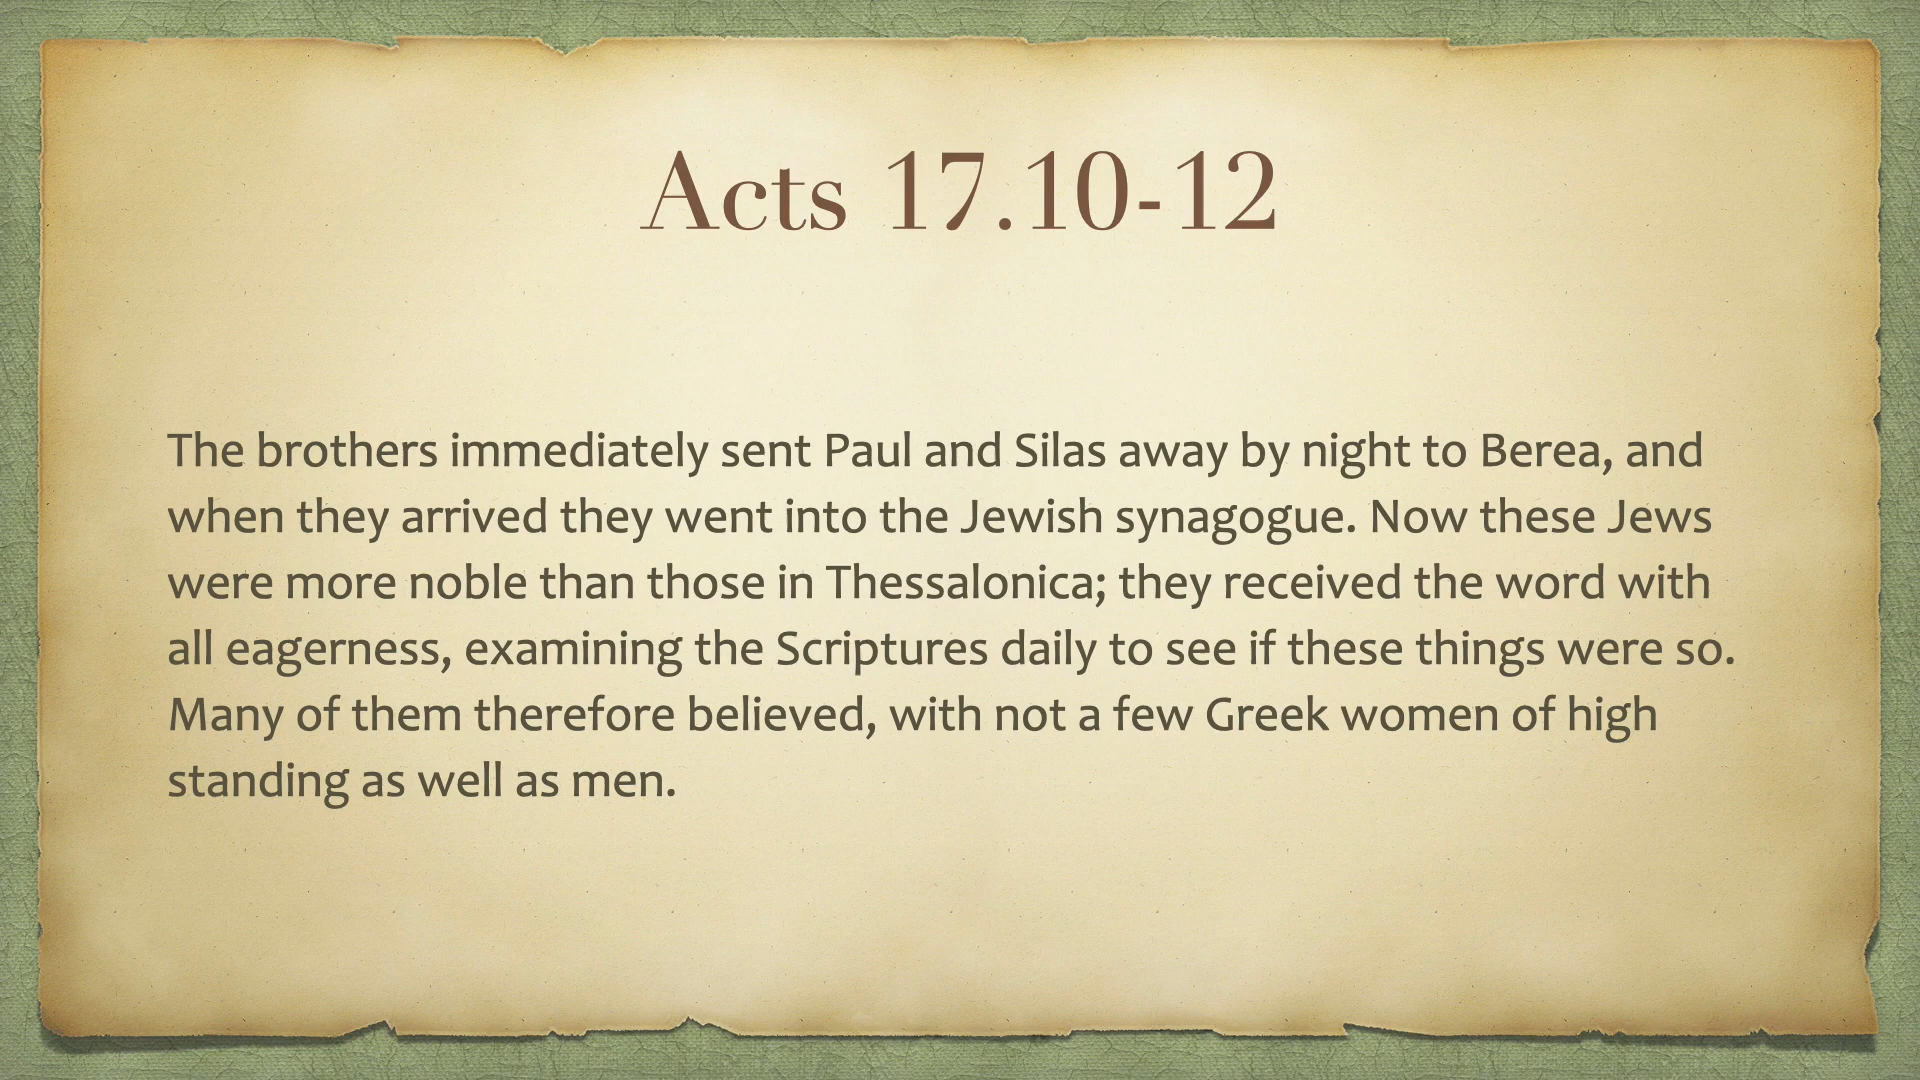 Acts 17.10-12
The brothers immediately sent Paul and Silas away by night to Berea, and
when they arrived they went into the Jewish synagogue. Now these Jews
were more noble than those in Thessalonica; they received the word with
all eagerness, examining the Scriptures daily to see if these things were so.
Many of them therefore believed, with not a few Greek women of high
standing as well as men.